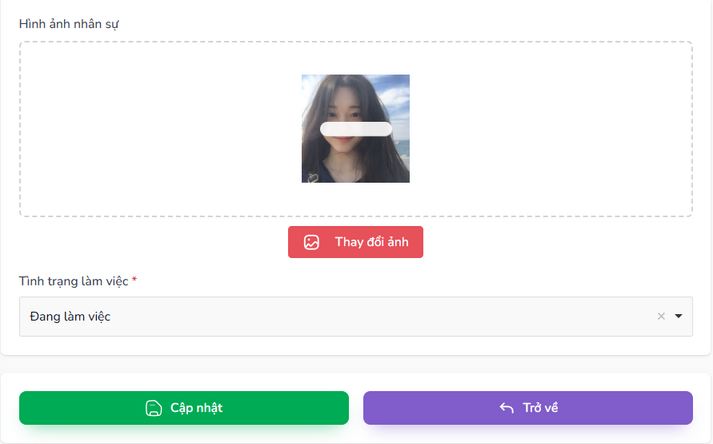 Hình ảnh nhân sự
Thay đổi ảnh
Tình trạng làm việc *
Đang làm việc
Cập nhật
Trở về